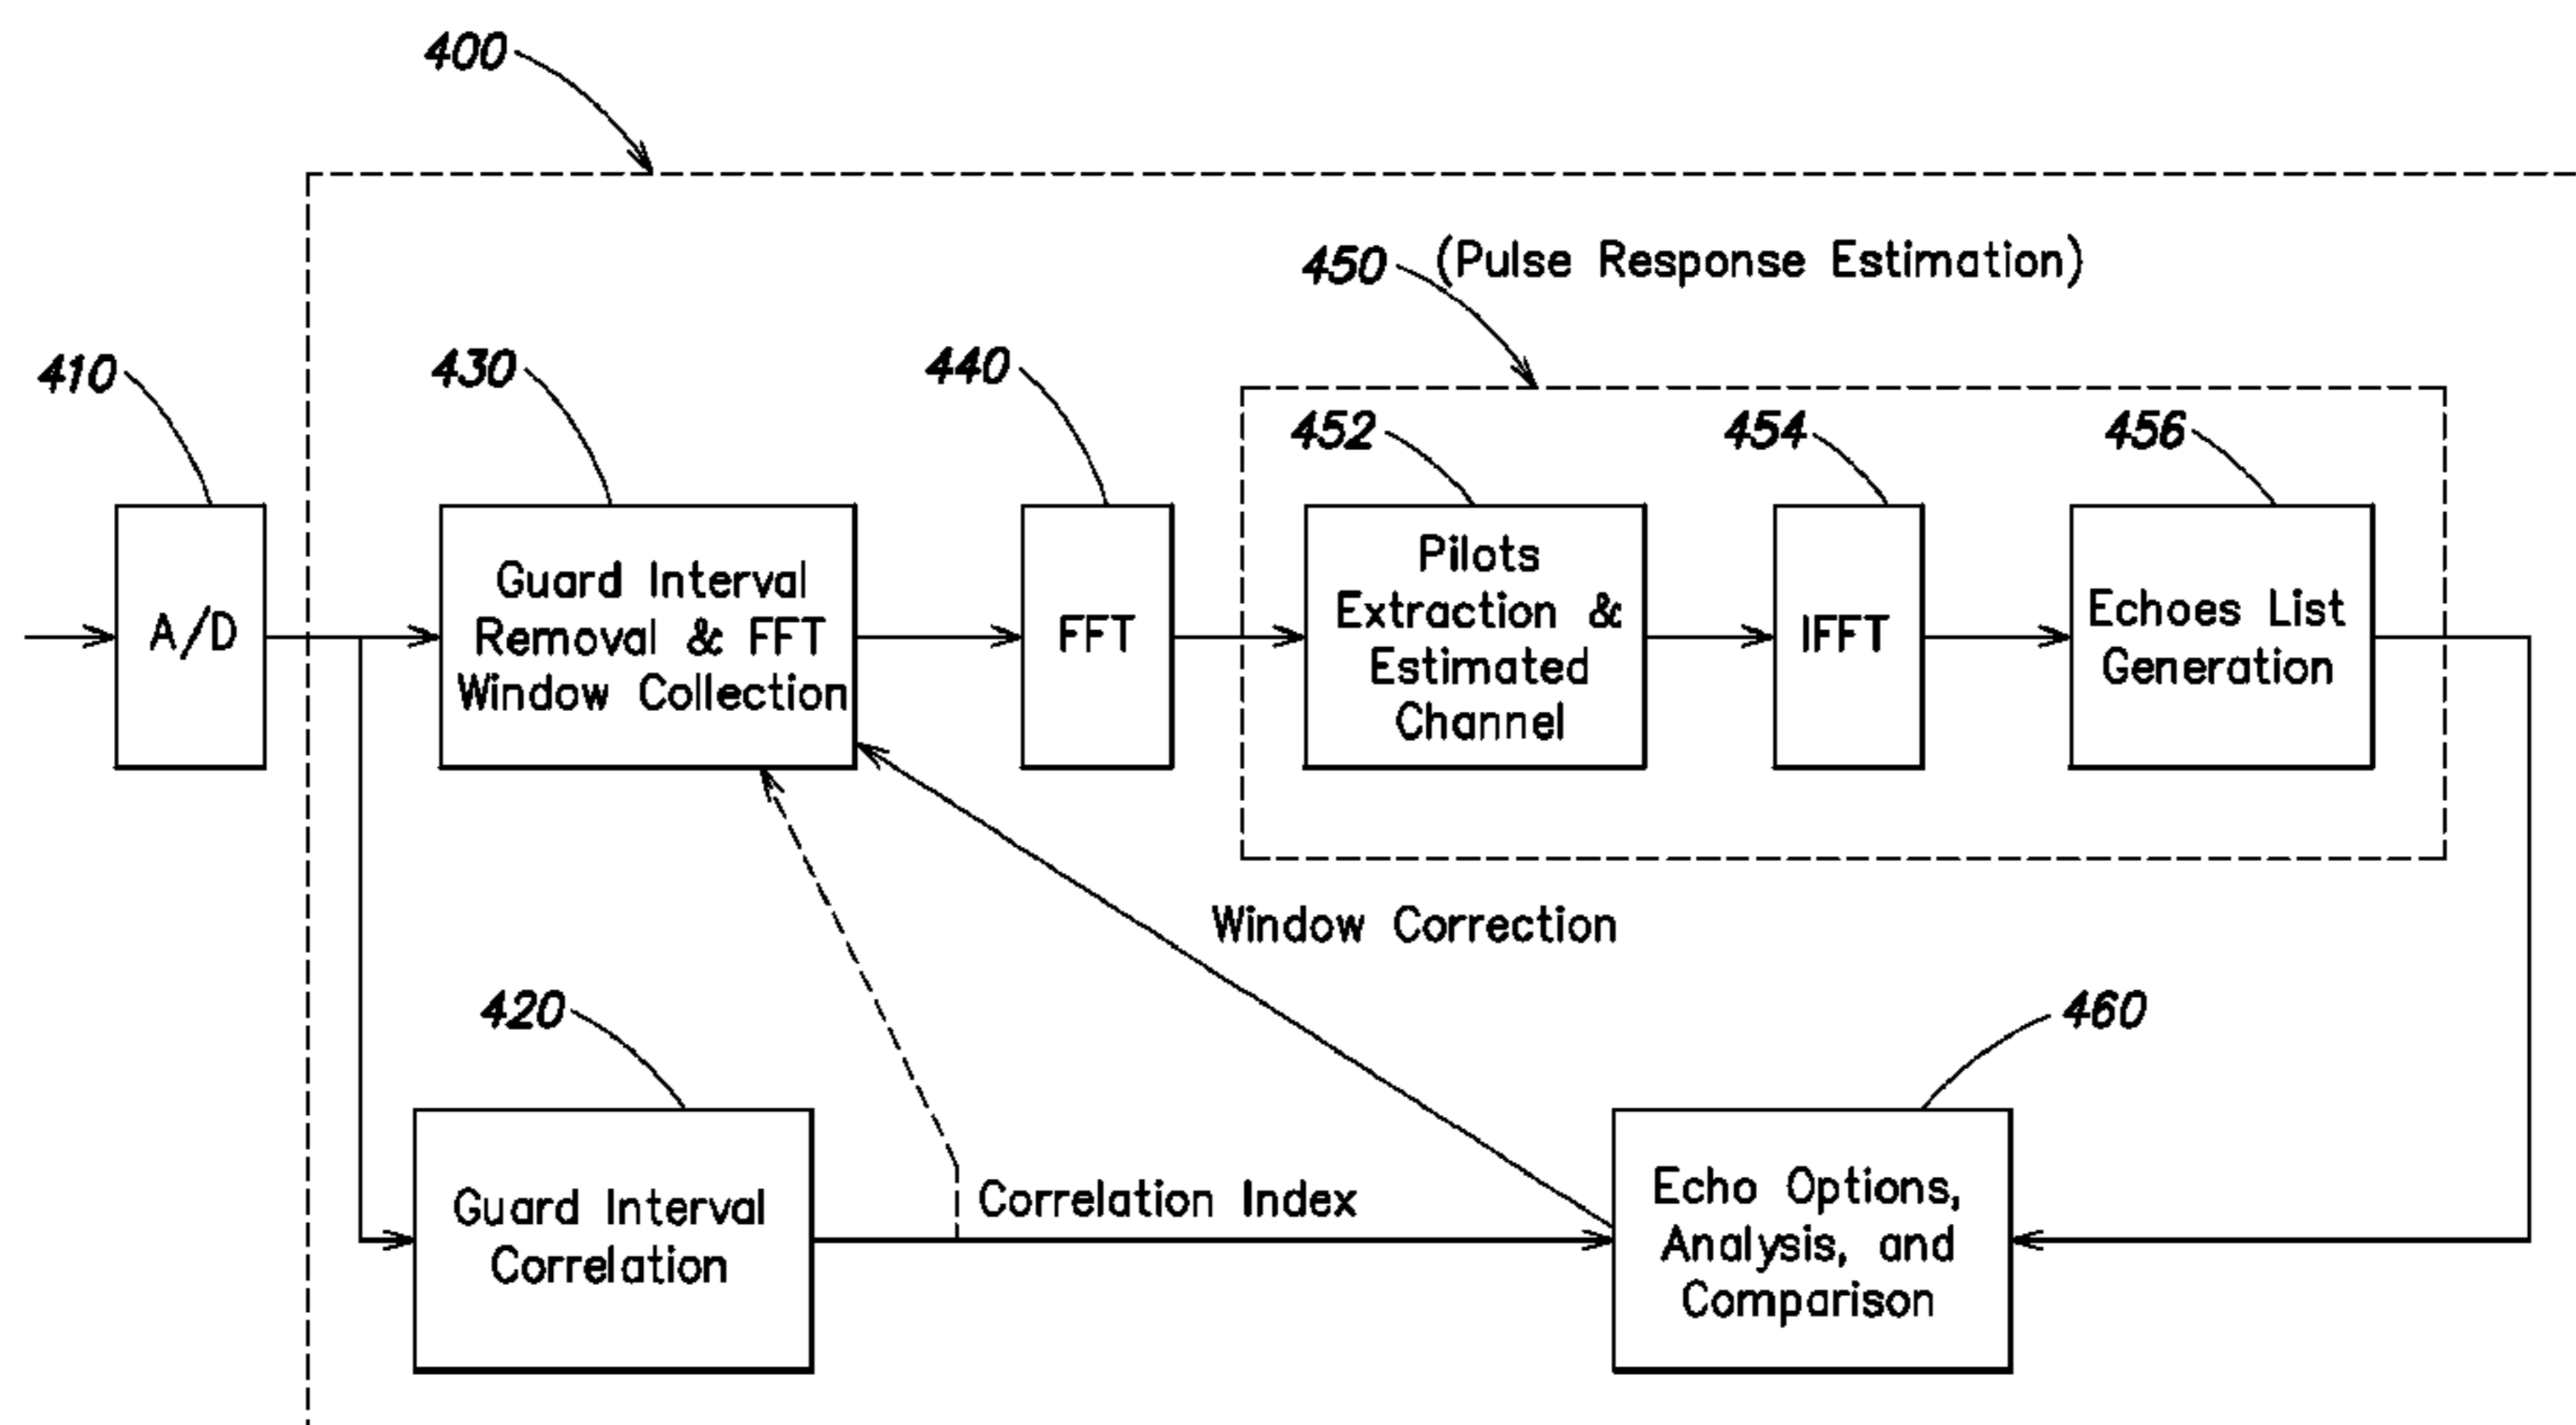 400
450 (Pulse Response Estimation)
410
430
440
452
454
456
A/D
Guard Interval
Removal & FFT
Window Collection
FFT
Pilots
Extraction &
Estimated
Channel
IFFT
Echoes List
Generation
Window Correction
420
460
Guard Interval
Correlation
Correlation Index
Echo Options,
Analysis, and
Comparison